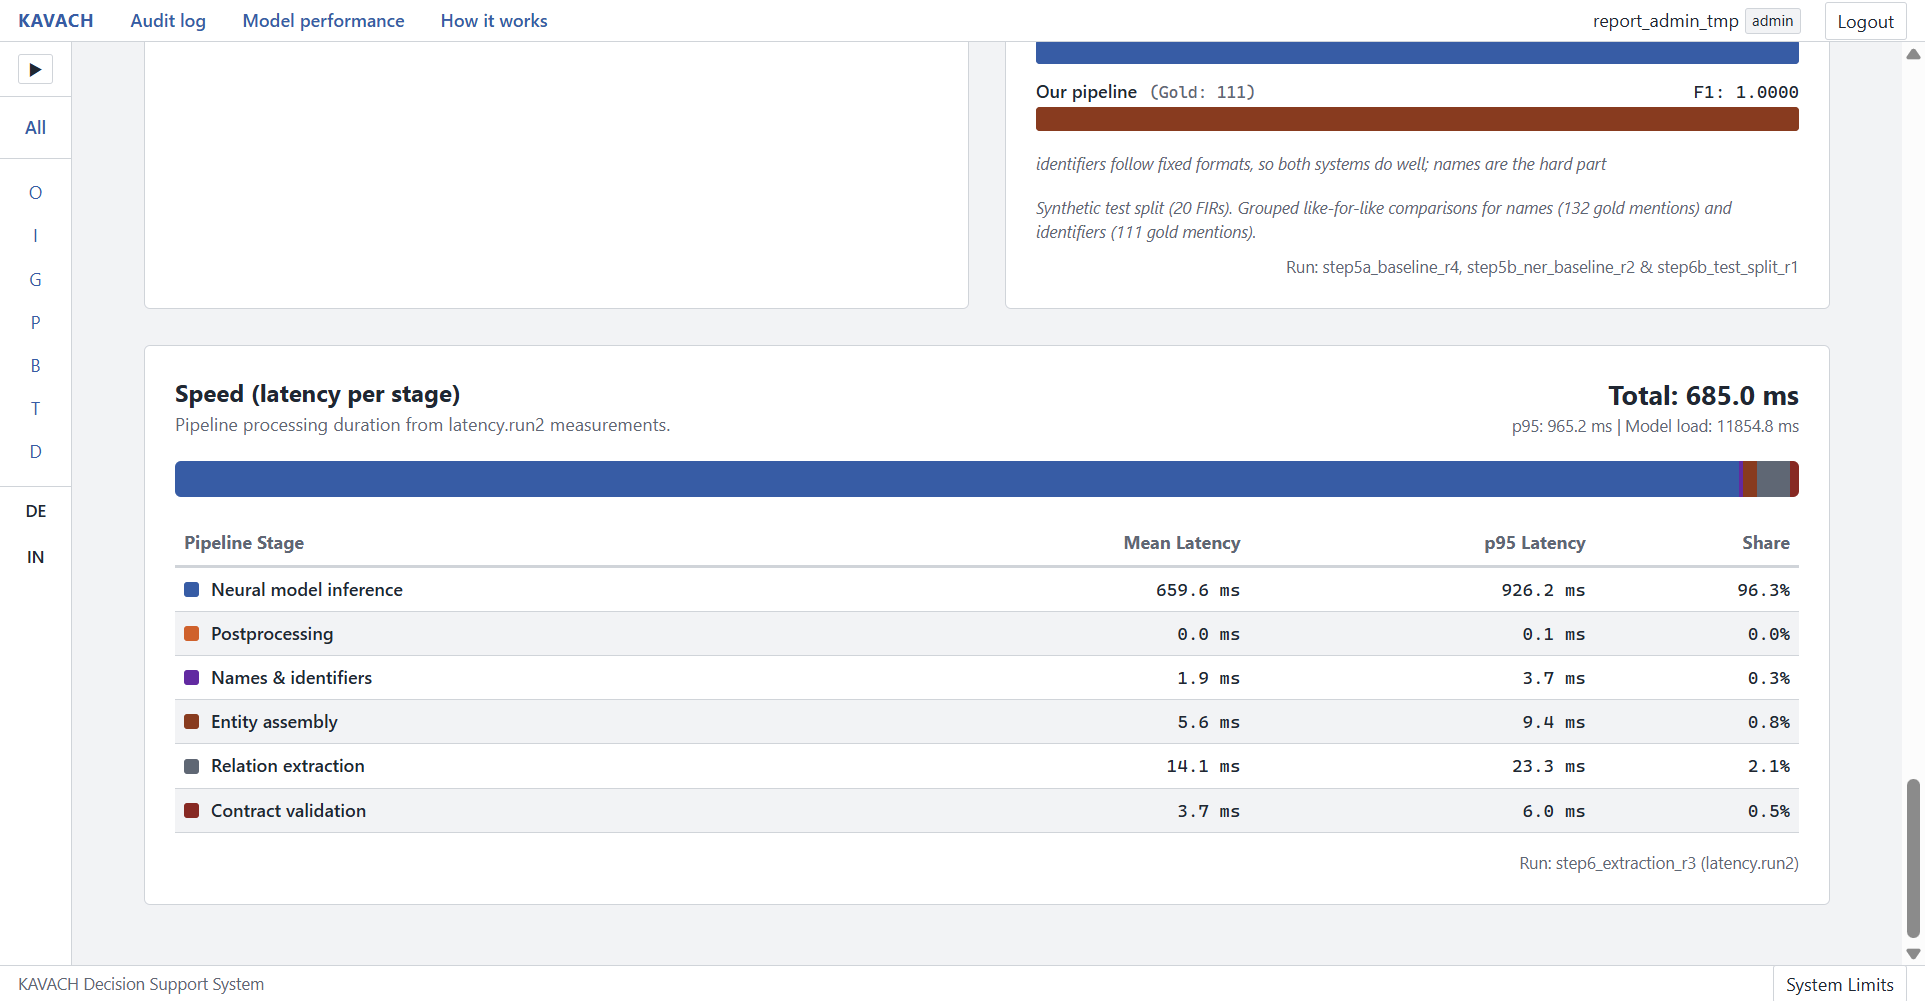 KAVACH Audit log Model performance How it works report_admin_tmp admin Logout
All
O
I
G
P
B
T
D
DE
IN
Our pipeline (Gold: 111) F1: 1.0000
identifiers follow fixed formats, so both systems do well; names are the hard part
Synthetic test split (20 FIRs). Grouped like-for-like comparisons for names (132 gold mentions) and
identifiers (111 gold mentions).
Run: step5a_baseline_r4, step5b_ner_baseline_r2 & step6b_test_split_r1
Speed (latency per stage) Total: 685.0 ms
Pipeline processing duration from latency.run2 measurements. p95: 965.2 ms | Model load: 11854.8 ms
Pipeline Stage Mean Latency p95 Latency Share
Neural model inference 659.6 ms 926.2 ms 96.3%
Postprocessing 0.0 ms 0.1 ms 0.0%
Names & identifiers 1.9 ms 3.7 ms 0.3%
Entity assembly 5.6 ms 9.4 ms 0.8%
Relation extraction 14.1 ms 23.3 ms 2.1%
Contract validation 3.7 ms 6.0 ms 0.5%
Run: step6_extraction_r3 (latency.run2)
KAVACH Decision Support System System Limits